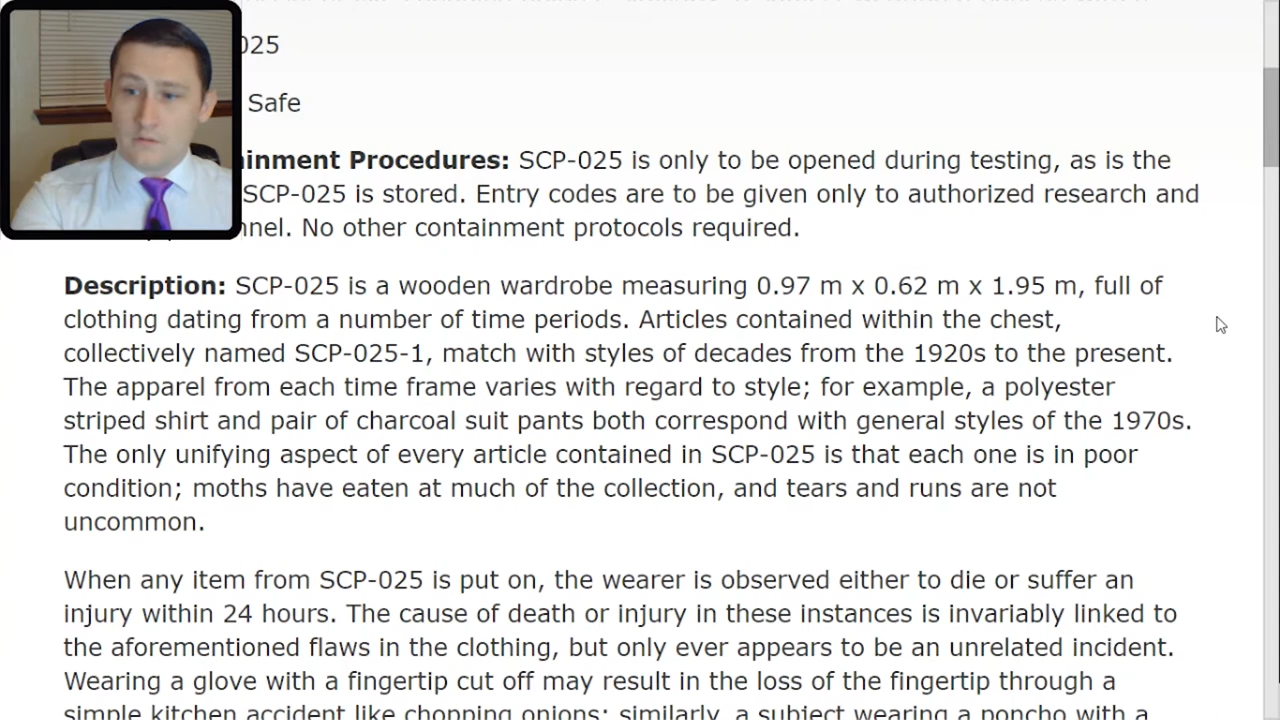 025
Safe
inment Procedures: SCP-025 is only to be opened during testing, as is the
SCP-025 is stored. Entry codes are to be given only to authorized research and
nnel. No other containment protocols required.
Description: SCP-025 is a wooden wardrobe measuring 0.97 m x 0.62 m x 1.95 m, full of
clothing dating from a number of time periods. Articles contained within the chest,
collectively named SCP-025-1, match with styles of decades from the 1920s to the present.
The apparel from each time frame varies with regard to style; for example, a polyester
striped shirt and pair of charcoal suit pants both correspond with general styles of the 1970s.
The only unifying aspect of every article contained in SCP-025 is that each one is in poor
condition; moths have eaten at much of the collection, and tears and runs are not
uncommon.
When any item from SCP-025 is put on, the wearer is observed either to die or suffer an
injury within 24 hours. The cause of death or injury in these instances is invariably linked to
the aforementioned flaws in the clothing, but only ever appears to be an unrelated incident.
Wearing a glove with a fingertip cut off may result in the loss of the fingertip through a
simple kitchen accident like chopping onions; similarly, a subject wearing a poncho with a